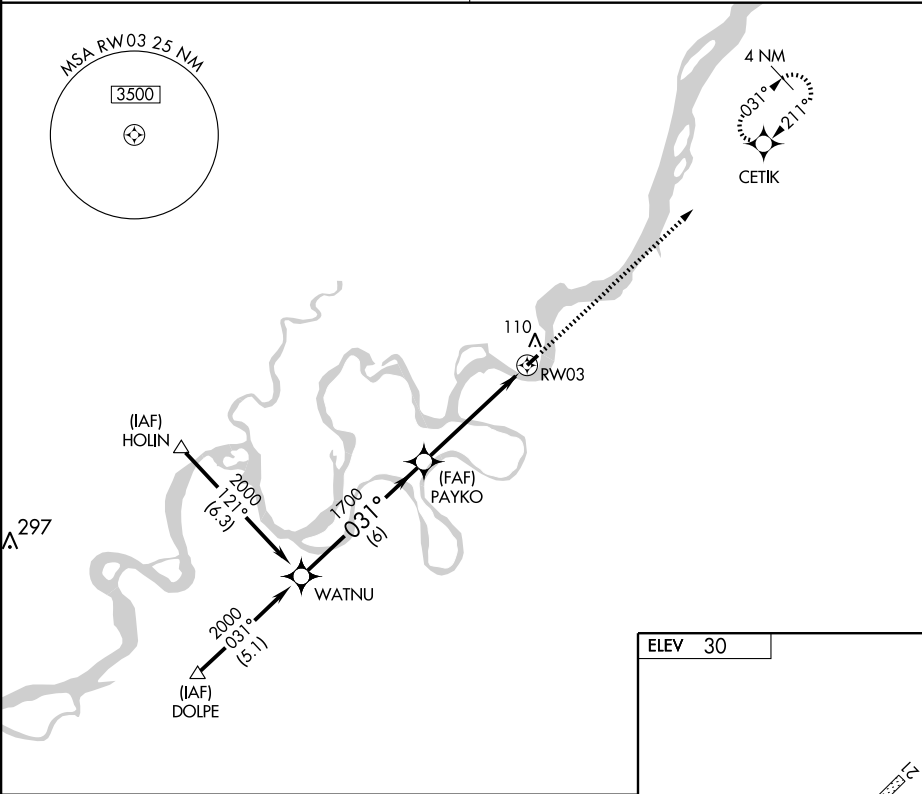 MSA RW03 25 NM
3500
4 NM
031°
211°
CETIK
110
RW03
(IAF)
HOLIN
2000
121°
(6.3)
(FAF)
PAYKO
1700
031°
(6)
297
WATNU
2000
031°
(5.1)
(IAF)
DOLPE
ELEV 30
21